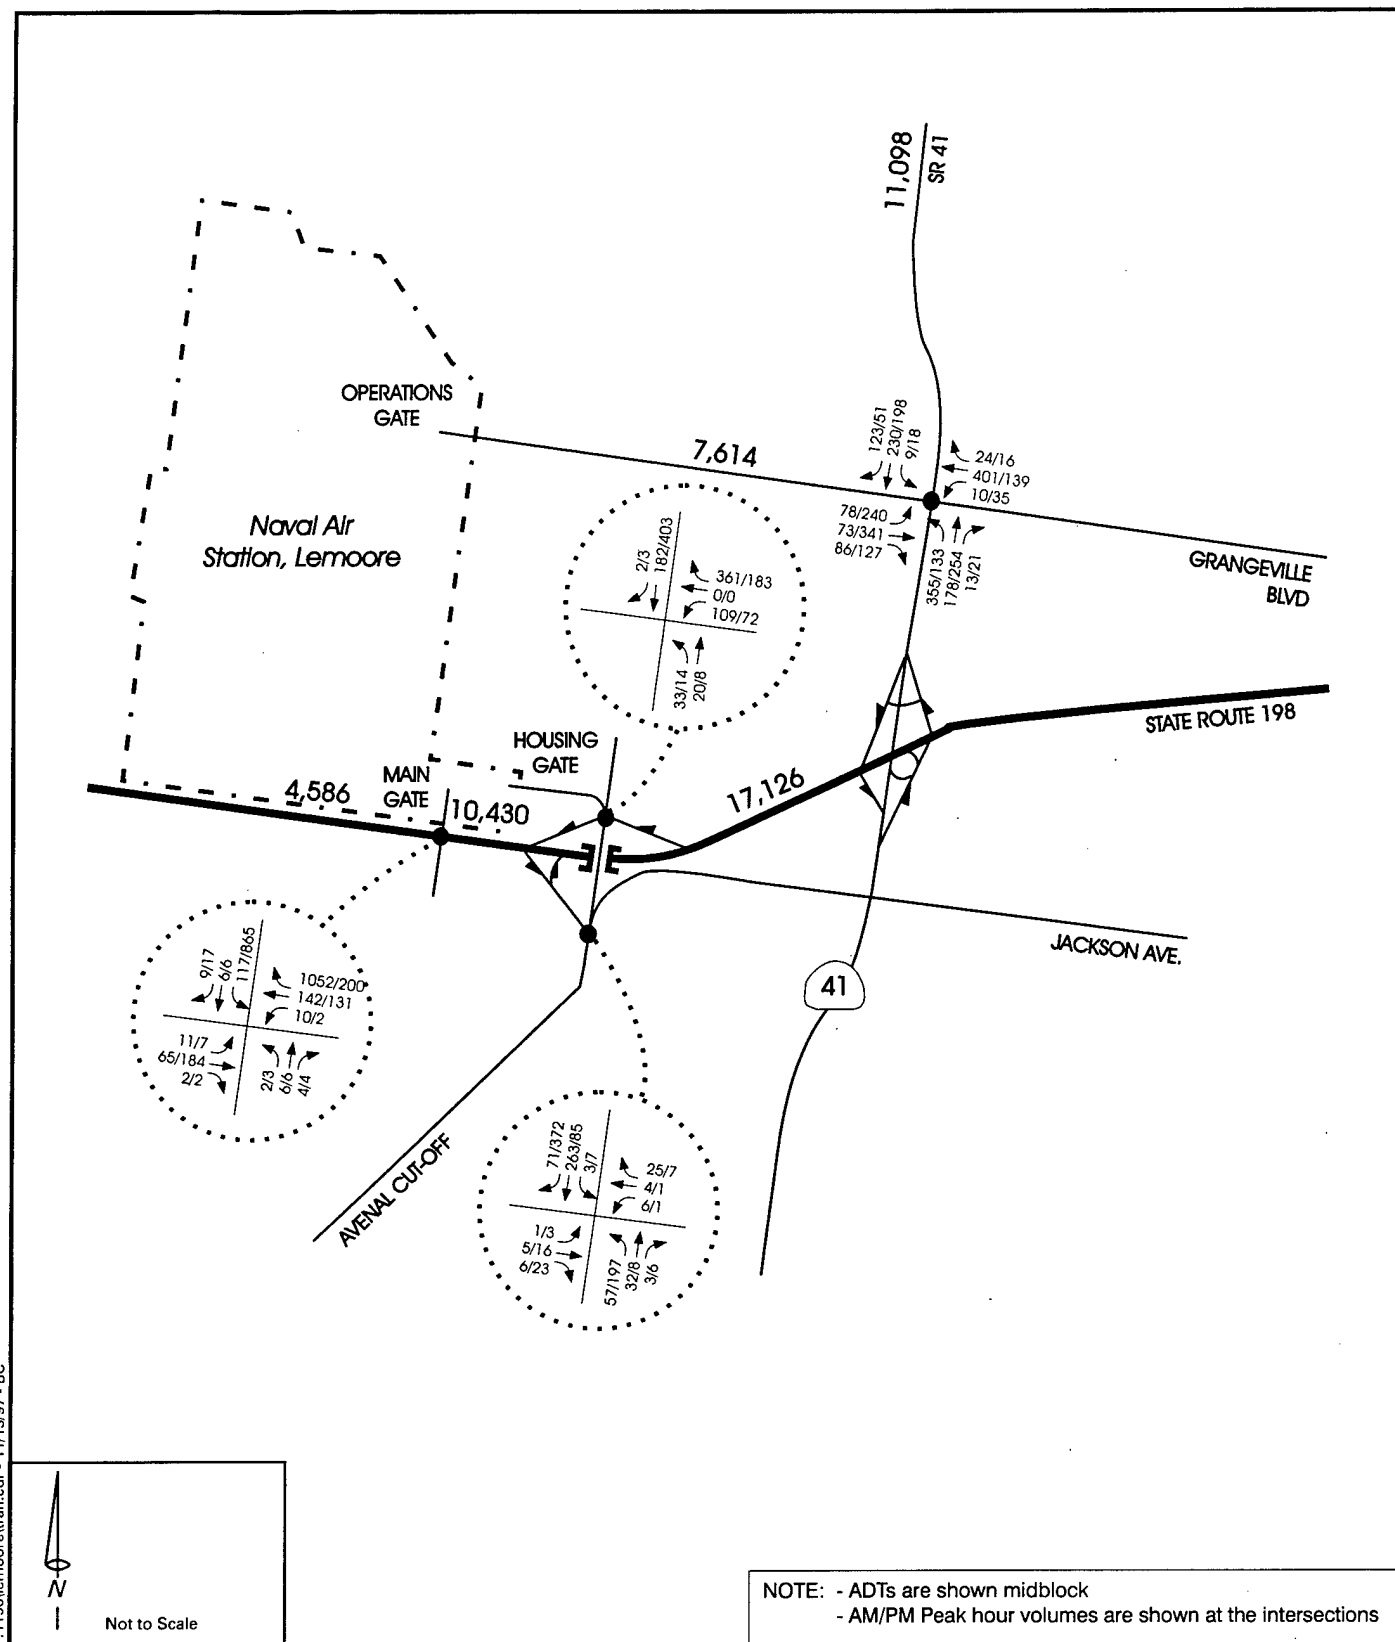 11,098
SR 41
OPERATIONS
GATE
7,614
123/51
230/198
9/18
24/16
401/139
10/35
78/240
73/341
86/127
355/133
178/254
13/21
GRANGEVILLE
BLVD
Naval Air
Station, Lemoore
2/3
182/403
361/183
0/0
109/72
33/14
20/8
STATE ROUTE 198
HOUSING
GATE
MAIN
GATE
4,586
10,430
17,126
JACKSON AVE.
41
9/17
6/6
117/865
1052/200
142/131
10/2
11/7
65/184
2/2
2/3
6/6
4/4
AVENAL CUT-OFF
71/372
263/85
3/7
25/7
4/1
6/1
1/3
5/16
6/23
57/197
32/8
3/6
N
Not to Scale
NOTE: - ADTs are shown midblock
- AM/PM Peak hour volumes are shown at the intersections